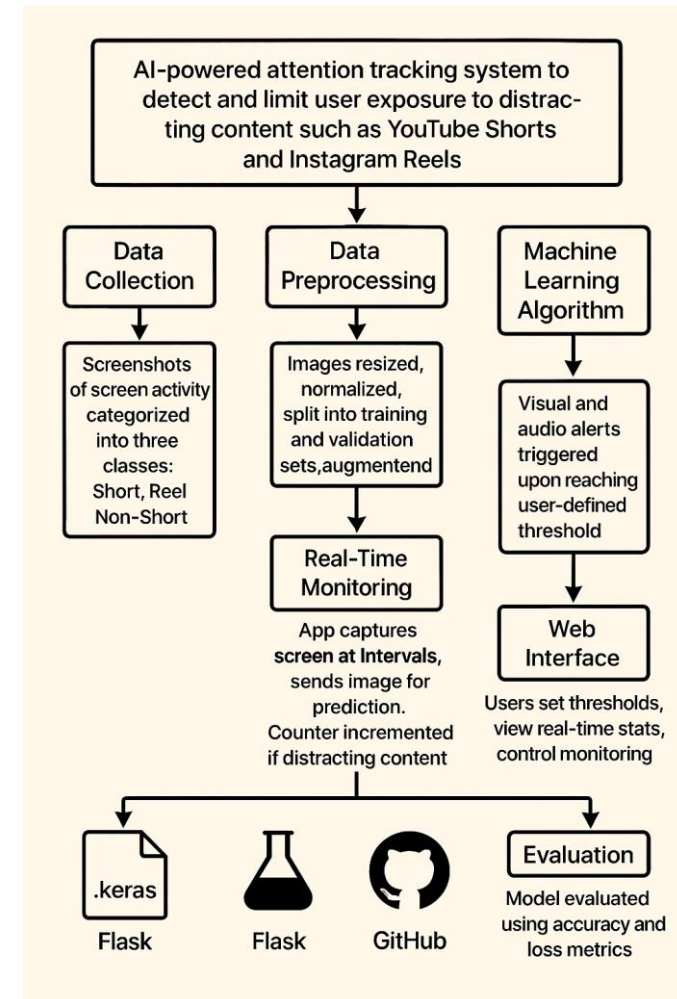 AI-powered attention tracking system to
detect and limit user exposure to distrac-
ting content such as YouTube Shorts
and Instagram Reels
Data
Collection
Screenshots
of screen activity
categorized
into three
classes:
Short, Reel
Non-Short
Data
Preprocessing
Images resized,
normalized,
split into training
and validation
sets,augmentend
Real-Time
Monitoring
App captures
screen at Intervals,
sends image for
prediction.
Counter incremented
if distracting content
Machine
Learning
Algorithm
Visual and
audio alerts
triggered
upon reaching
user-defined
threshold
Web
Interface
Users set thresholds,
view real-time stats,
control monitoring
.keras
Flask
Flask
GitHub
Evaluation
Model evaluated
using accuracy and
loss metrics